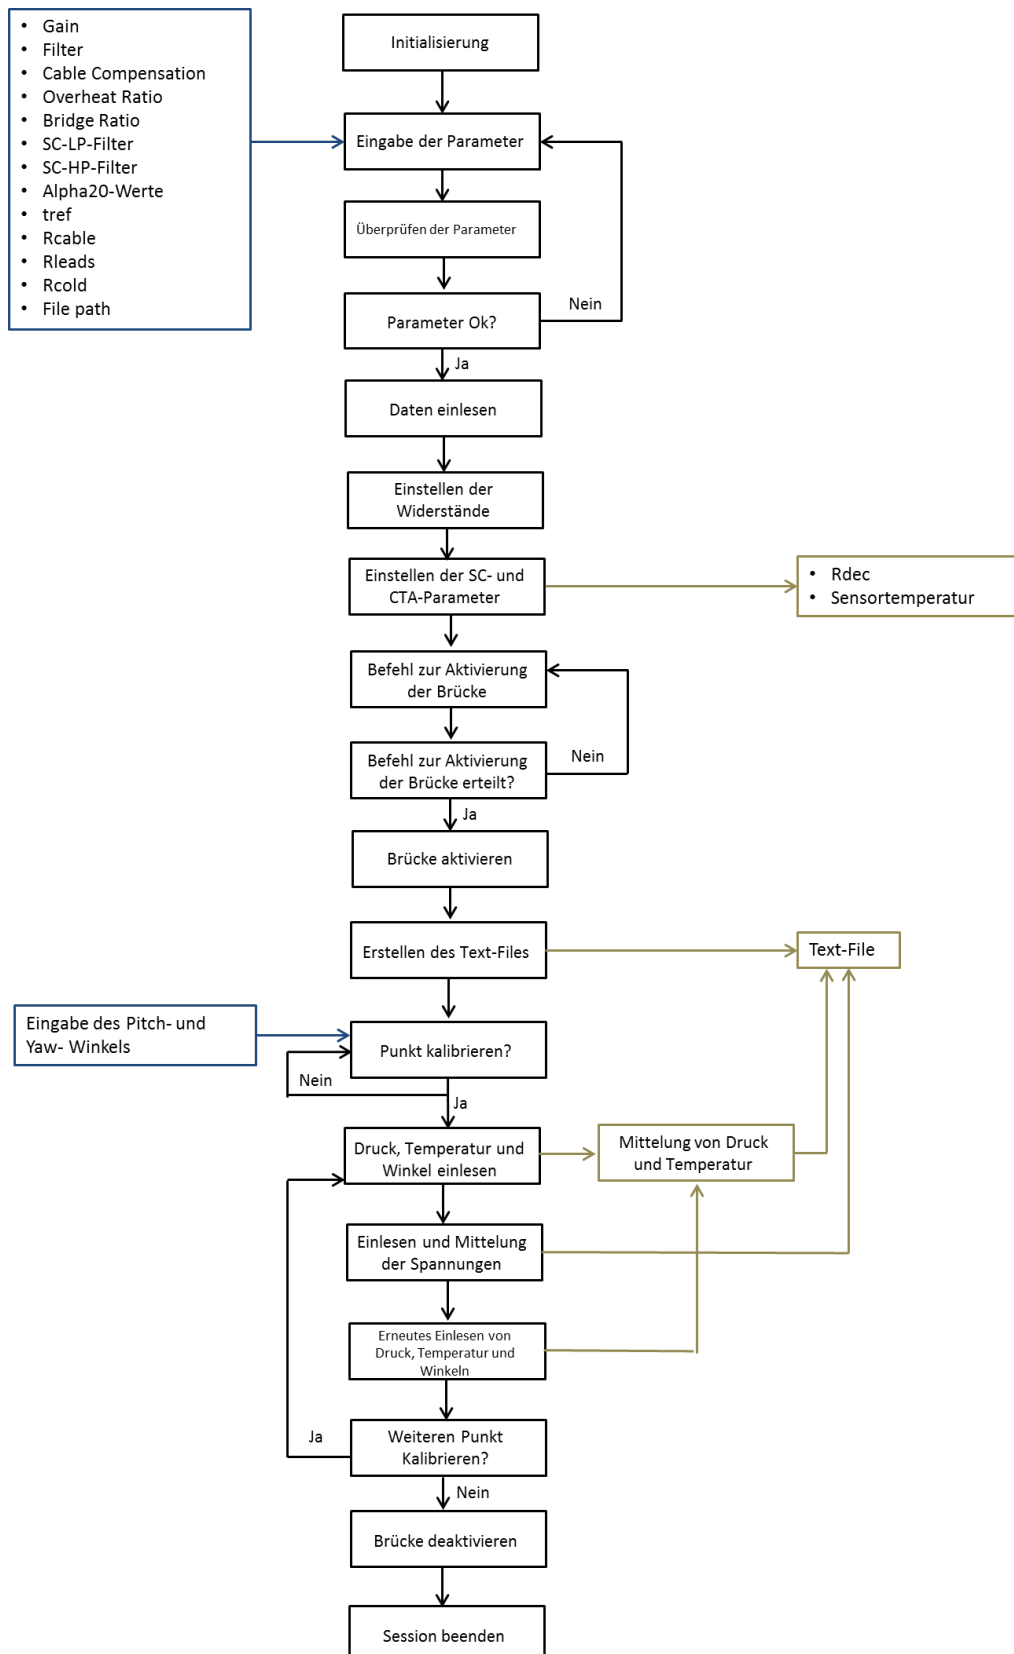 • Gain
• Filter
• Cable Compensation
• Overheat Ratio
• Bridge Ratio
• SC-LP-Filter
• SC-HP-Filter
• Alpha20-Werte
• tref
• Rcable
• Rleads
• Rcold
• File path
Initialisierung
Eingabe der Parameter
Überprüfen der Parameter
Parameter Ok?
Nein
Ja
Daten einlesen
Einstellen der
Widerstände
Einstellen der SC- und
CTA-Parameter
• Rdec
• Sensortemperatur
Befehl zur Aktivierung
der Brücke
Befehl zur Aktivierung
der Brücke erteilt?
Nein
Ja
Brücke aktivieren
Erstellen des Text-Files
Text-File
Eingabe des Pitch- und
Yaw- Winkels
Punkt kalibrieren?
Nein
Ja
Druck, Temperatur und
Winkel einlesen
Mittelung von Druck
und Temperatur
Einlesen und Mittelung
der Spannungen
Erneutes Einlesen von
Druck, Temperatur und
Winkeln
Weiteren Punkt
Kalibrieren?
Ja
Nein
Brücke deaktivieren
Session beenden